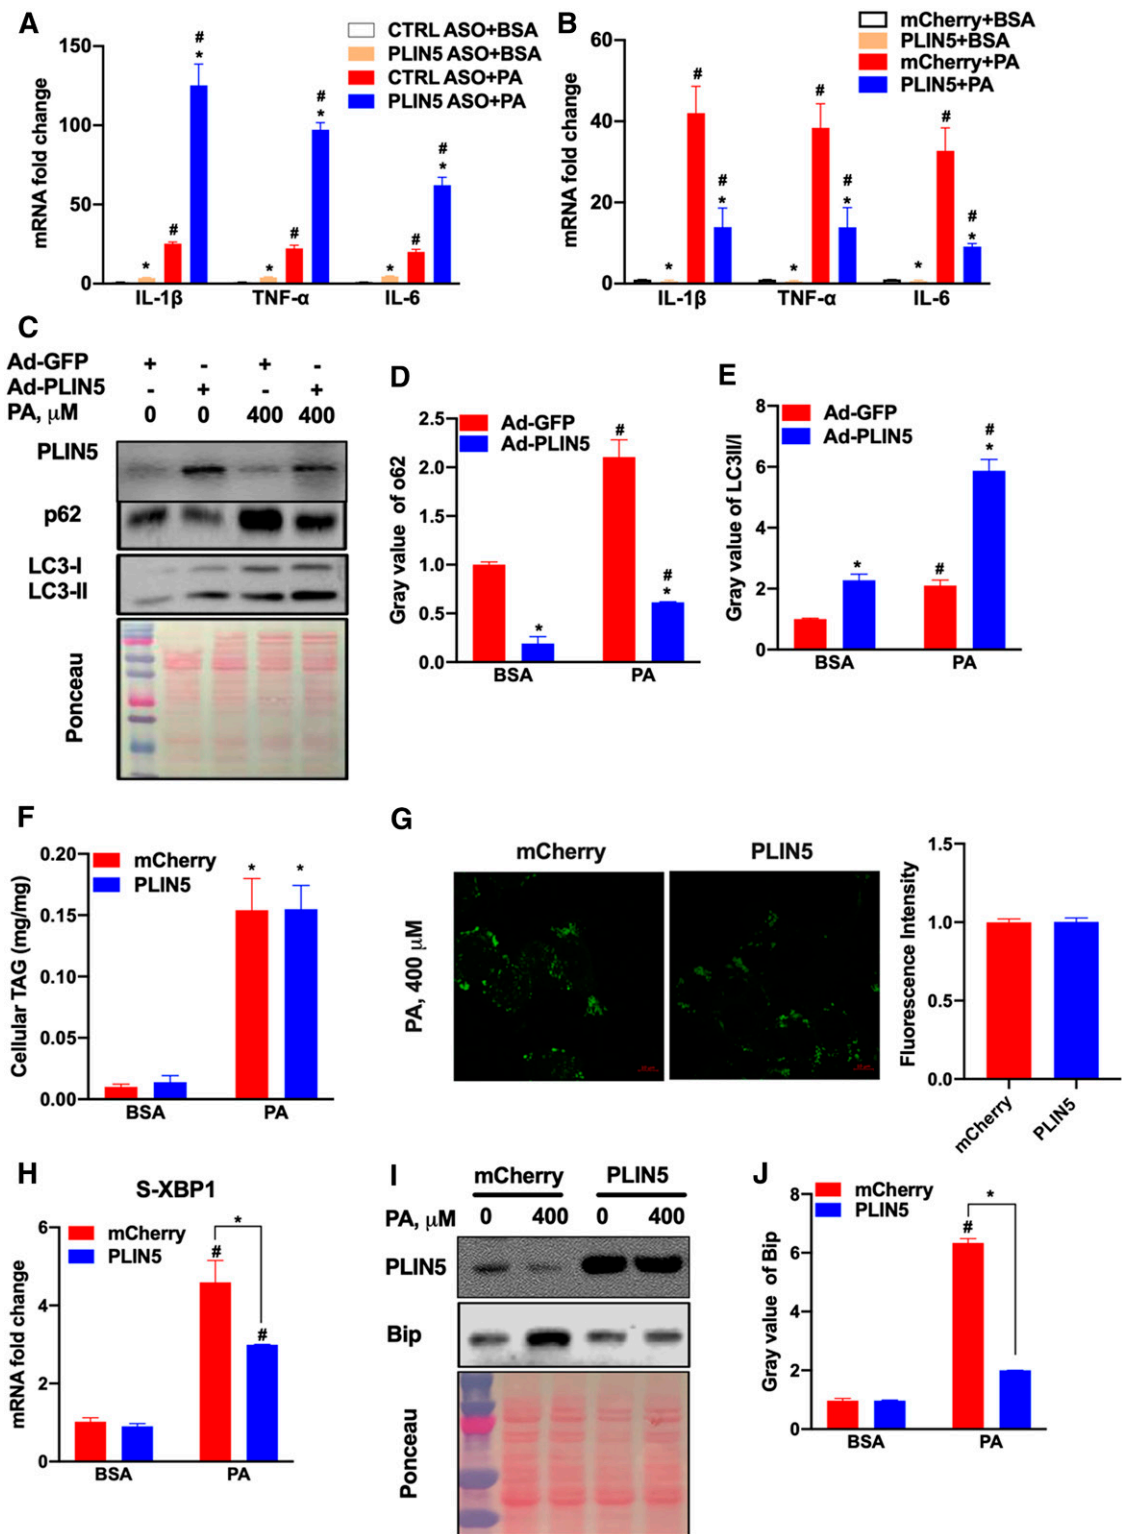 A
CTRL ASO+BSA
PLIN5 ASO+BSA
CTRL ASO+PA
PLIN5 ASO+PA
mRNA fold change
150
100
50
0
# *
# *
# *
* #
* #
* #
IL-1β TNF-α IL-6
B
mCherry+BSA
PLIN5+BSA
mCherry+PA
PLIN5+PA
mRNA fold change
60
40
20
0
# # #
# *
# *
# *
* * *
IL-1β TNF-α IL-6
C
Ad-GFP + - + -
Ad-PLIN5 - + - +
PA, μM 0 0 400 400
PLIN5
p62
LC3-I
LC3-II
Ponceau
D
Ad-GFP
Ad-PLIN5
Gray value of o62
2.5
2.0
1.5
1.0
0.5
0.0
*
#
# *
BSA PA
E
Ad-GFP
Ad-PLIN5
Gray value of LC3II/I
8
6
4
2
0
*
#
# *
BSA PA
F
mCherry
PLIN5
Cellular TAG (mg/mg)
0.20
0.15
0.10
0.05
0.00
* *
BSA PA
G
mCherry PLIN5
PA, 400 μM
Fluorescence Intensity
1.5
1.0
0.5
0.0
mCherry
PLIN5
H
S-XBP1
mCherry
PLIN5
mRNA fold change
6
4
2
0
*
#
#
BSA PA
I
mCherry PLIN5
PA, μM 0 400 0 400
PLIN5
Bip
Ponceau
J
mCherry
PLIN5
Gray value of Bip
8
6
4
2
0
*
#
BSA PA